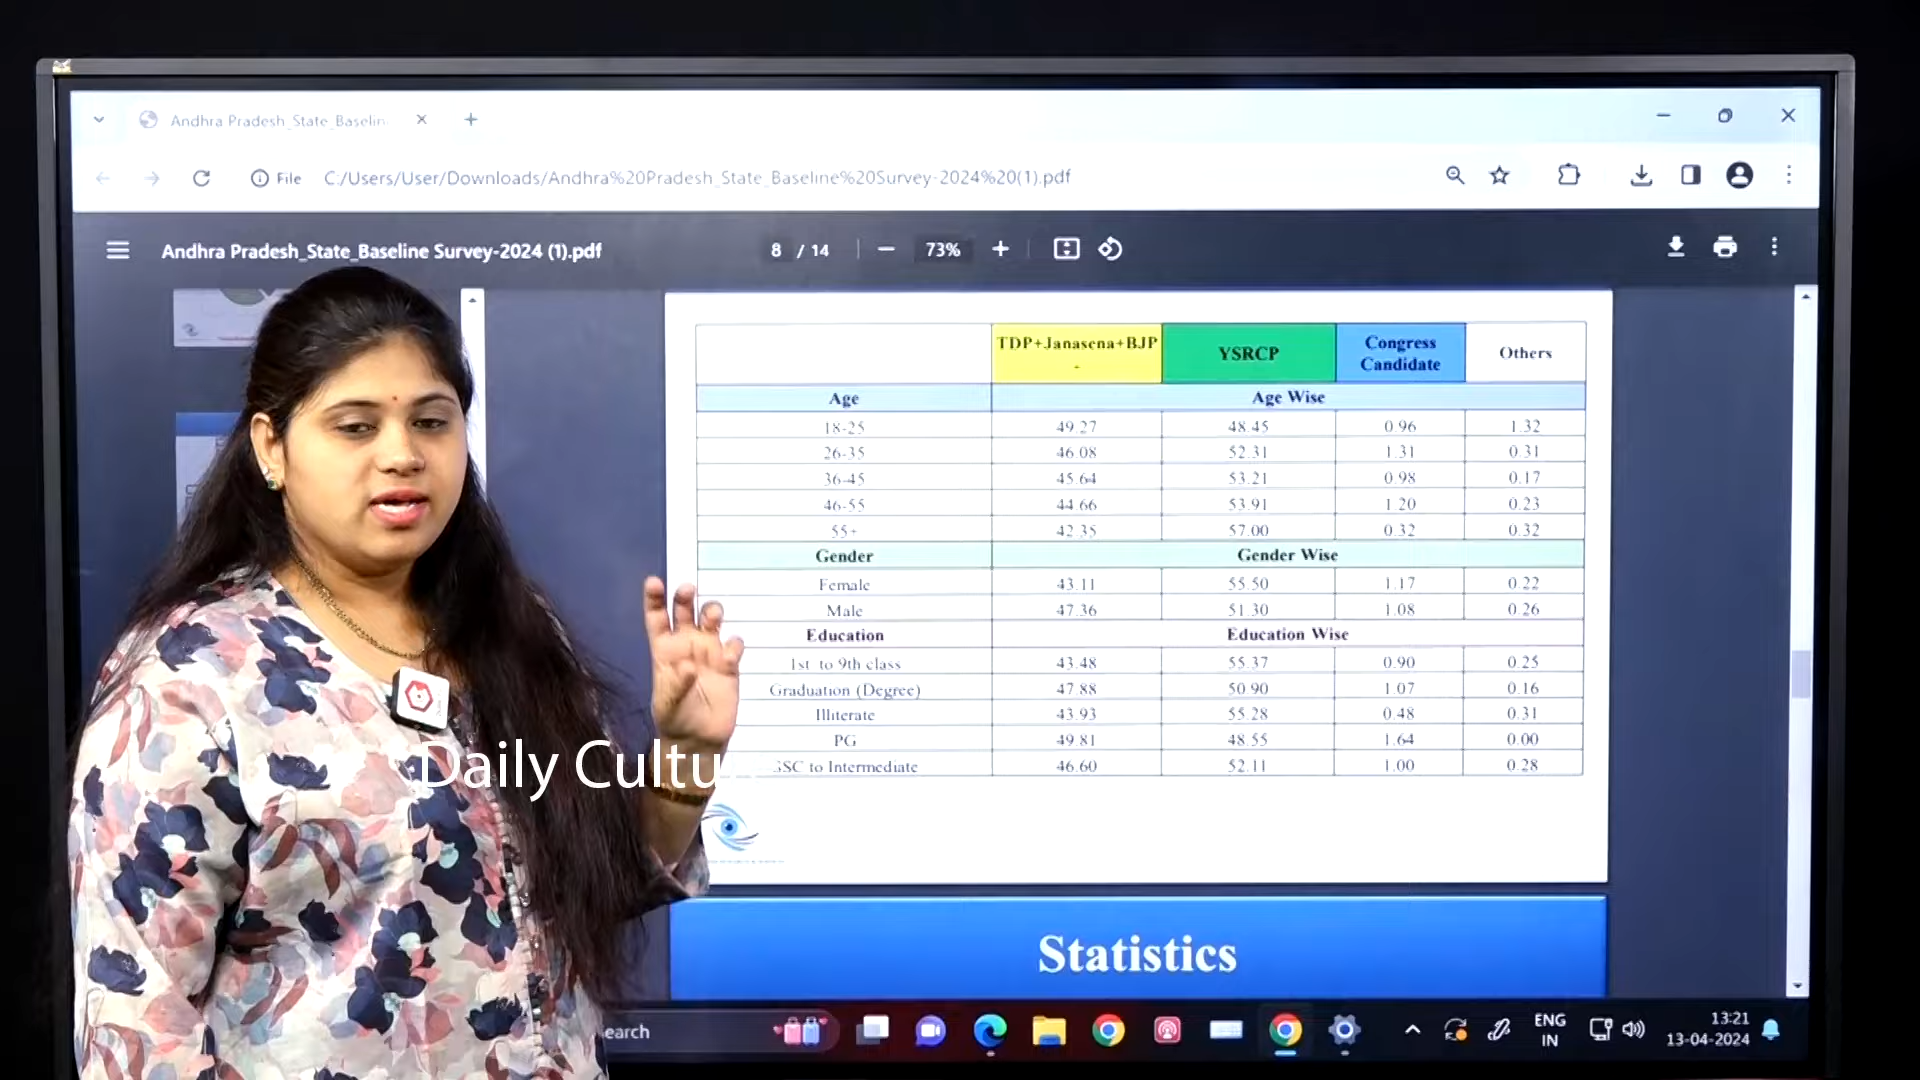 Andhra Pradesh_State_Baselin
File C:/Users/User/Downloads/Andhra%20Pradesh_State_Baseline%20Survey-2024%20(1).pdf
Andhra Pradesh_State_Baseline Survey-2024 (1).pdf 8 / 14 73%
TDP+Janasena+BJP - YSRCP Congress Candidate Others
Age Age Wise
18-25 49.27 48.45 0.96 1.32
26-35 46.08 52.31 1.31 0.31
36-45 45.64 53.21 0.98 0.17
46-55 44.66 53.91 1.20 0.23
55+ 42.35 57.00 0.32 0.32
Gender Gender Wise
Female 43.11 55.50 1.17 0.22
Male 47.36 51.30 1.08 0.26
Education Education Wise
1st to 9th class 43.48 55.37 0.90 0.25
Graduation (Degree) 47.88 50.90 1.07 0.16
Illiterate 43.93 55.28 0.48 0.31
PG 49.81 48.55 1.64 0.00
SSC to Intermediate 46.60 52.11 1.00 0.28
Daily Cultu
Statistics
earch
ENG
IN
13:21
13-04-2024